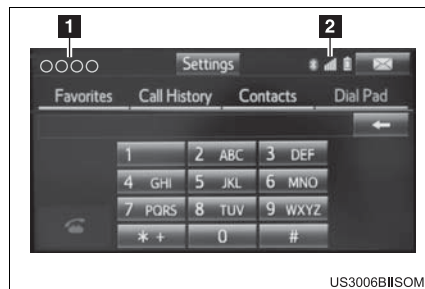 1 2
○○○○ Settings
Favorites Call History Contacts Dial Pad
1 2 ABC 3 DEF
4 GHI 5 JKL 6 MNO
7 PQRS 8 TUV 9 WXYZ
* + 0 #
US3006BⅡSOM